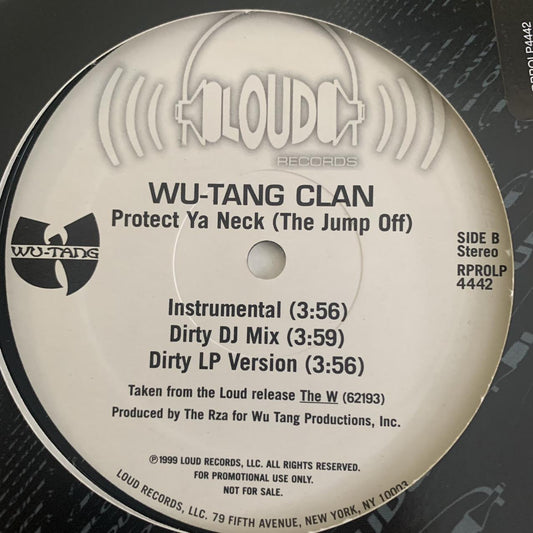 RPROLP4442
LOUD
RECORDS
WU-TANG CLAN
Protect Ya Neck (The Jump Off)
WU-TANG
SIDE B
Stereo
RPROLP
4442
Instrumental (3:56)
Dirty DJ Mix (3:59)
Dirty LP Version (3:56)
Taken from the Loud release The W (62193)
Produced by The Rza for Wu Tang Productions, Inc.
℗1999 LOUD RECORDS, LLC. ALL RIGHTS RESERVED.
FOR PROMOTIONAL USE ONLY.
NOT FOR SALE.
LOUD RECORDS, LLC. 79 FIFTH AVENUE, NEW YORK, NY 10003